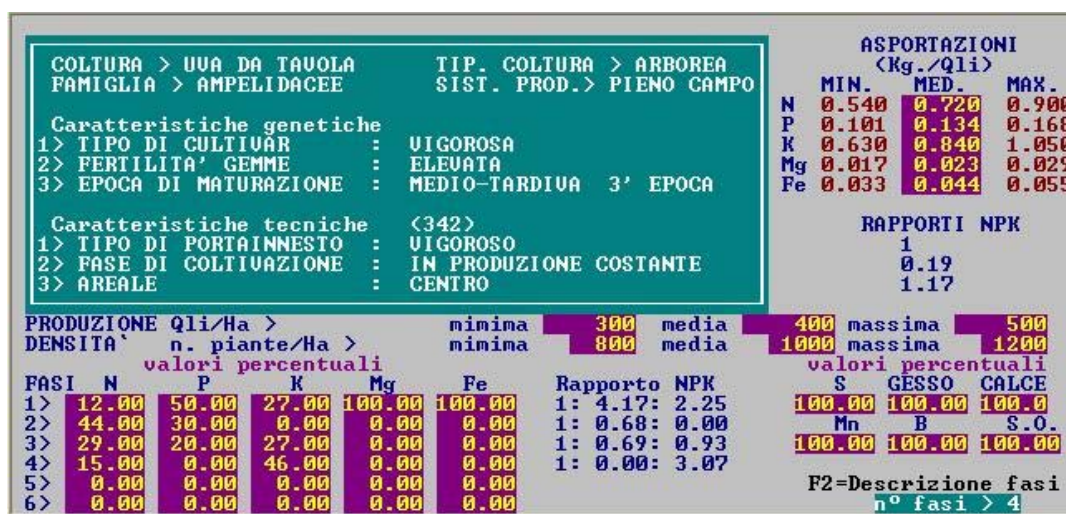 COLTURA > UVA DA TAVOLA TIP. COLTURA > ARBOREA
FAMIGLIA > AMPELIDACEE SIST. PROD.> PIENO CAMPO
Caratteristiche genetiche
1> TIPO DI CULTIVAR : VIGOROSA
2> FERTILITA' GEMME : ELEVATA
3> EPOCA DI MATURAZIONE : MEDIO-TARDIVA 3' EPOCA
Caratteristiche tecniche <342>
1> TIPO DI PORTAINNESTO : VIGOROSO
2> FASE DI COLTIVAZIONE : IN PRODUZIONE COSTANTE
3> AREALE : CENTRO
ASPORTAZIONI
(Kg./Qli)
MIN. MED. MAX.
N 0.540 0.720 0.900
P 0.101 0.134 0.168
K 0.630 0.840 1.050
Mg 0.017 0.023 0.029
Fe 0.033 0.044 0.055
RAPPORTI NPK
1
0.19
1.17
PRODUZIONE Qli/Ha > minima 300 media 400 massima 500
DENSITA` n. piante/Ha > minima 800 media 1000 massima 1200
valori percentuali
FASI N P K Mg Fe Rapporto NPK
1> 12.00 50.00 27.00 100.00 100.00 1: 4.17: 2.25
2> 44.00 30.00 0.00 0.00 0.00 1: 0.68: 0.00
3> 29.00 20.00 27.00 0.00 0.00 1: 0.69: 0.93
4> 15.00 0.00 46.00 0.00 0.00 1: 0.00: 3.07
5> 0.00 0.00 0.00 0.00 0.00
6> 0.00 0.00 0.00 0.00 0.00
valori percentuali
S GESSO CALCE
100.00 100.00 100.0
Mn B S.O.
100.00 100.00 100.00
F2=Descrizione fasi
nº fasi > 4